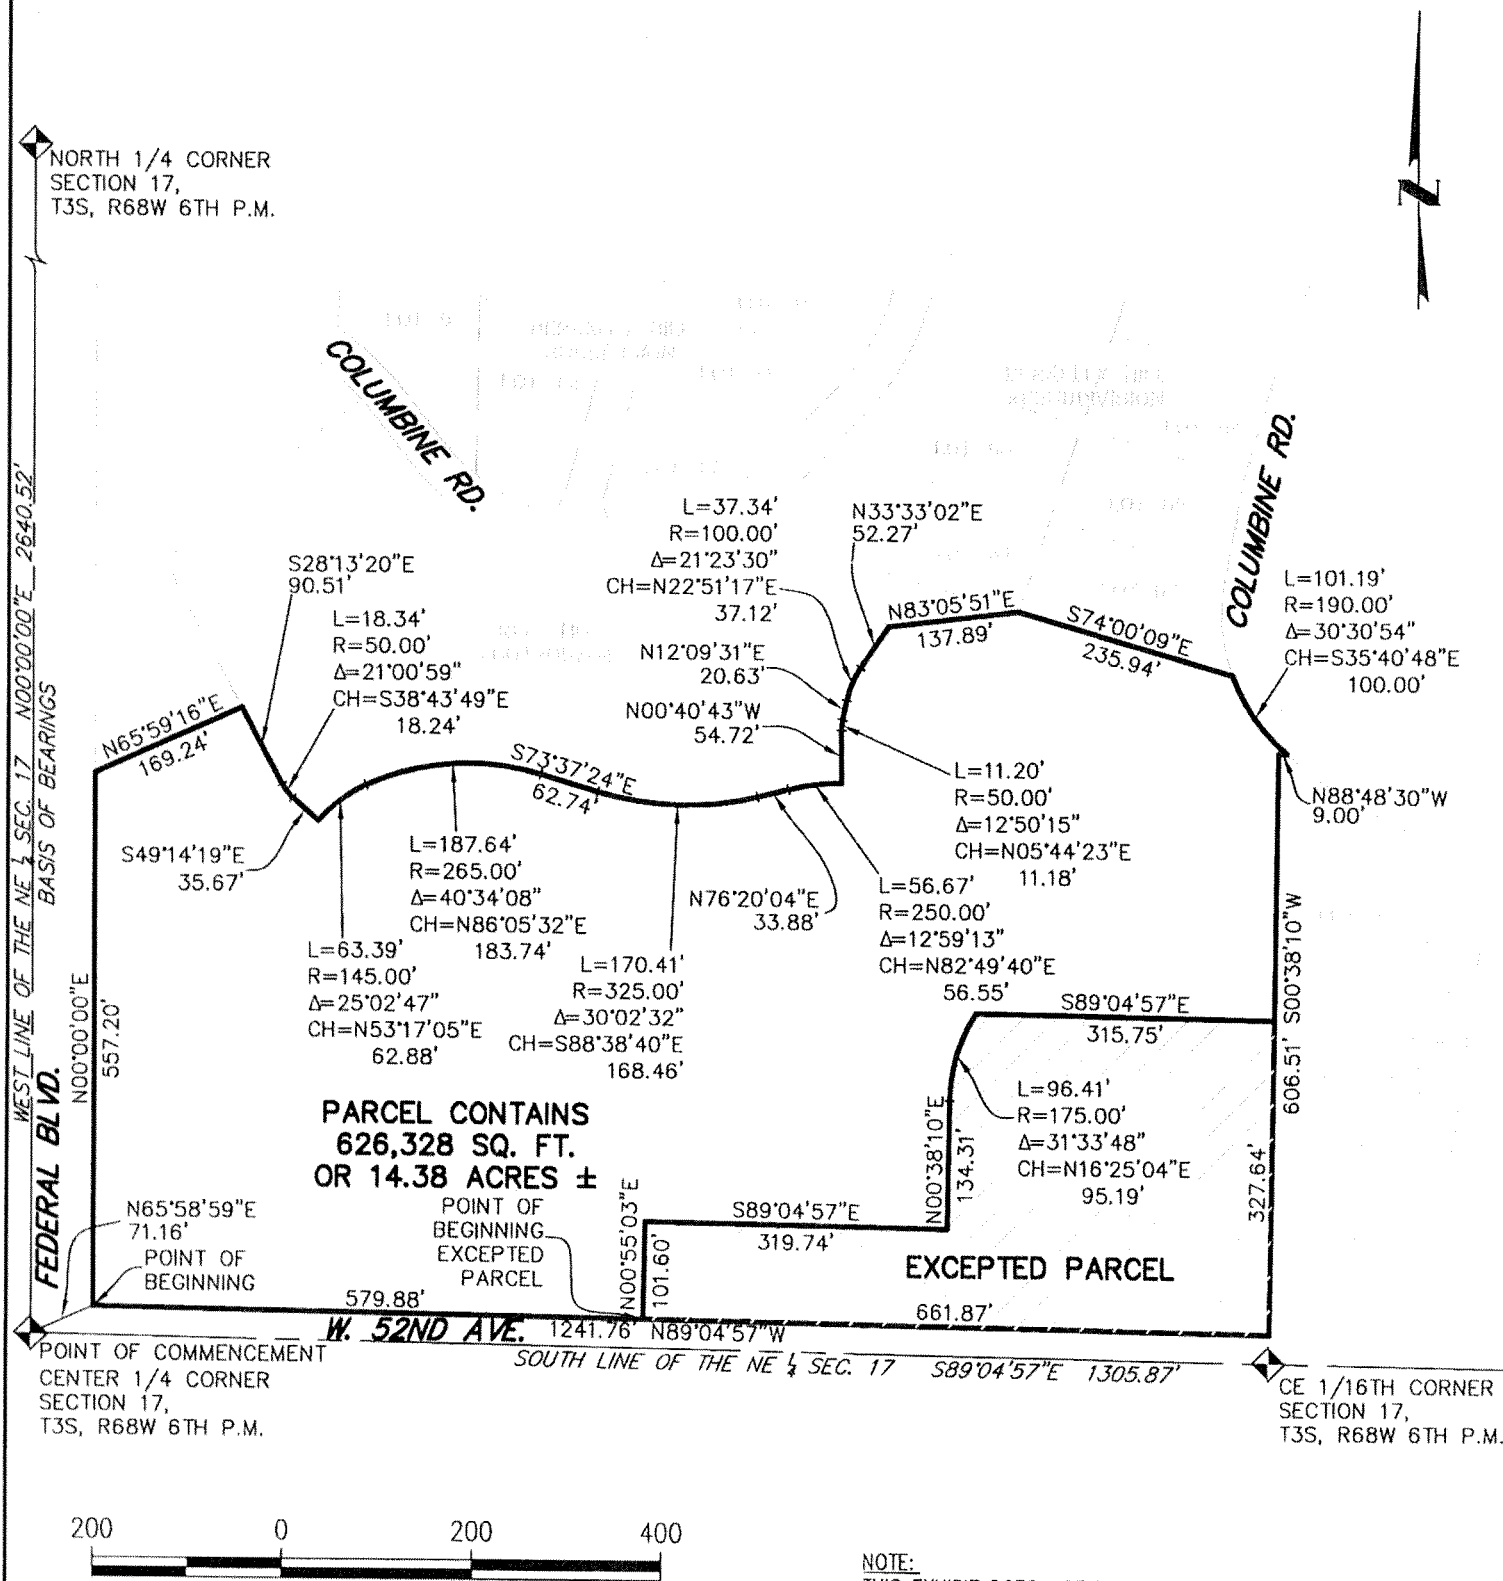 NORTH 1/4 CORNER
SECTION 17,
T3S, R68W 6TH P.M.
N
COLUMBINE RD.
COLUMBINE RD.
WEST LINE OF THE NE ¼ SEC. 17 N00°00'00"E 2640.52'
BASIS OF BEARINGS
FEDERAL BLVD.
N00°00'00"E
557.20'
N65°59'16"E
169.24'
S28°13'20"E
90.51'
L=18.34'
R=50.00'
Δ=21°00'59"
CH=S38°43'49"E
18.24'
S49°14'19"E
35.67'
L=63.39'
R=145.00'
Δ=25°02'47"
CH=N53°17'05"E
62.88'
L=187.64'
R=265.00'
Δ=40°34'08"
CH=N86°05'32"E
183.74'
S73°37'24"E
62.74'
L=170.41'
R=325.00'
Δ=30°02'32"
CH=S88°38'40"E
168.46'
N76°20'04"E
33.88'
L=56.67'
R=250.00'
Δ=12°59'13"
CH=N82°49'40"E
56.55'
N00°40'43"W
54.72'
L=11.20'
R=50.00'
Δ=12°50'15"
CH=N05°44'23"E
11.18'
N12°09'31"E
20.63'
L=37.34'
R=100.00'
Δ=21°23'30"
CH=N22°51'17"E
37.12'
N33°33'02"E
52.27'
N83°05'51"E
137.89'
S74°00'09"E
235.94'
L=101.19'
R=190.00'
Δ=30°30'54"
CH=S35°40'48"E
100.00'
N88°48'30"W
9.00'
606.51' S00°38'10"W
327.64'
S89°04'57"E
315.75'
L=96.41'
R=175.00'
Δ=31°33'48"
CH=N16°25'04"E
95.19'
N00°38'10"E
134.31'
S89°04'57"E
319.74'
N00°55'03"E
101.60'
EXCEPTED PARCEL
661.87'
PARCEL CONTAINS
626,328 SQ. FT.
OR 14.38 ACRES ±
POINT OF
BEGINNING
EXCEPTED
PARCEL
N65°58'59"E
71.16'
POINT OF
BEGINNING
579.88'
W. 52ND AVE. 1241.76' N89°04'57"W
SOUTH LINE OF THE NE ¼ SEC. 17 S89°04'57"E 1305.87'
POINT OF COMMENCEMENT
CENTER 1/4 CORNER
SECTION 17,
T3S, R68W 6TH P.M.
CE 1/16TH CORNER
SECTION 17,
T3S, R68W 6TH P.M.
200 0 200 400
NOTE: